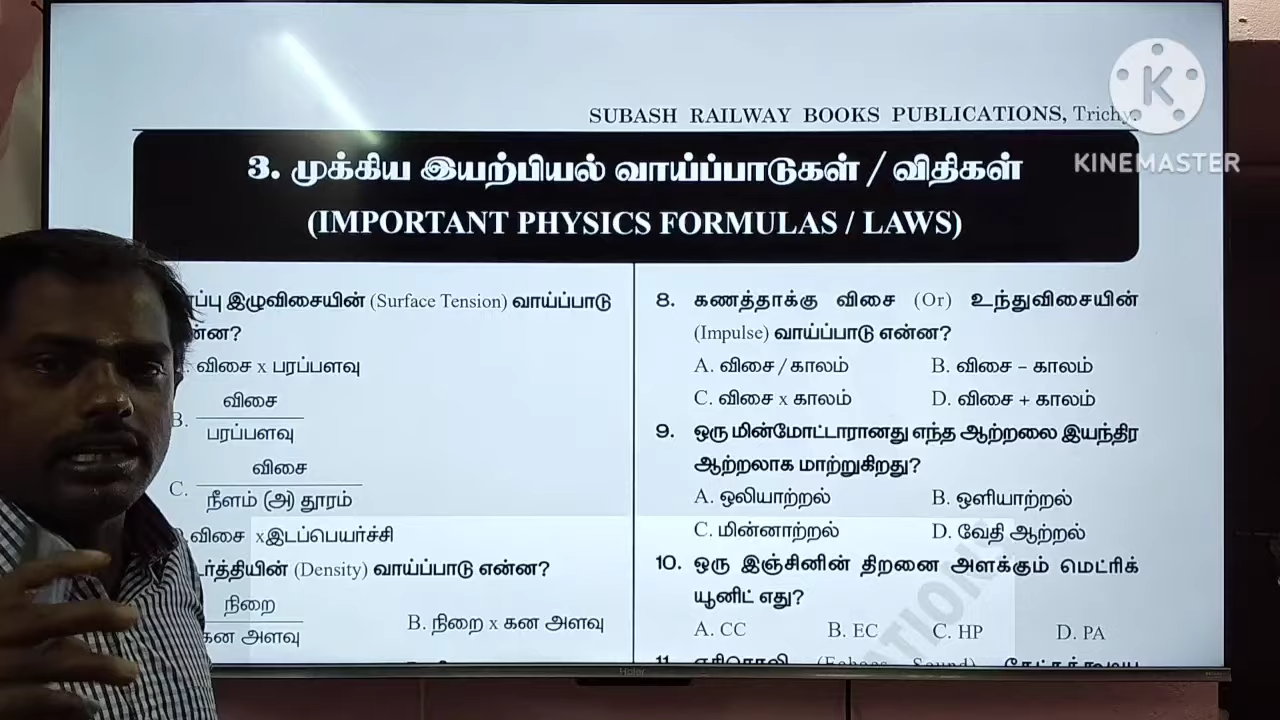 SUBASH RAILWAY BOOKS PUBLICATIONS, Trichy.
KINEMASTER
3. முக்கிய இயற்பியல் வாய்ப்பாடுகள் / விதிகள்
(IMPORTANT PHYSICS FORMULAS / LAWS)
இழுவிசையின் (Surface Tension) வாய்ப்பாடு
விசை x பரப்பளவு
B. விசை
பரப்பளவு
C. விசை
நீளம் (அ) தூரம்
விசை xஇடப்பெயர்ச்சி
(Density) வாய்ப்பாடு என்ன?
நிறை
கன அளவு
B. நிறை x கன அளவு
8. கணத்தாக்கு விசை (Or) உந்துவிசையின்
(Impulse) வாய்ப்பாடு என்ன?
A. விசை / காலம் B. விசை – காலம்
C. விசை x காலம் D. விசை + காலம்
9. ஒரு மின்மோட்டாரானது எந்த ஆற்றலை இயந்திர
ஆற்றலாக மாற்றுகிறது?
A. ஒலியாற்றல் B. ஒளியாற்றல்
C. மின்னாற்றல் D. வேதி ஆற்றல்
10. ஒரு இஞ்சினின் திறனை அளக்கும் மெட்ரிக்
யூனிட் எது?
A. CC B. EC C. HP D. PA
Haier